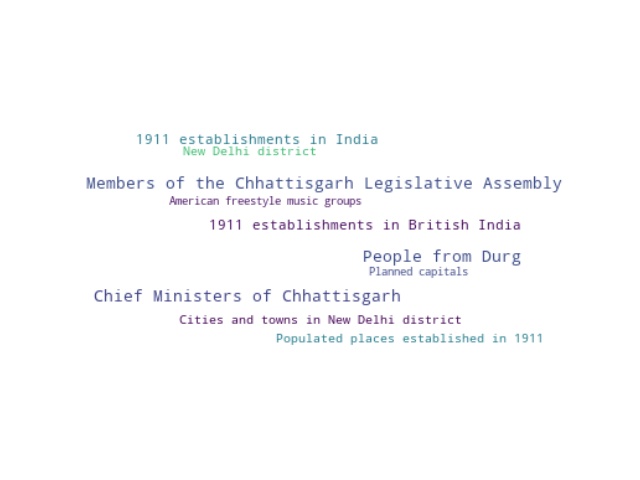 1911 establishments in India
New Delhi district
Members of the Chhattisgarh Legislative Assembly
American freestyle music groups
1911 establishments in British India
People from Durg
Planned capitals
Chief Ministers of Chhattisgarh
Cities and towns in New Delhi district
Populated places established in 1911